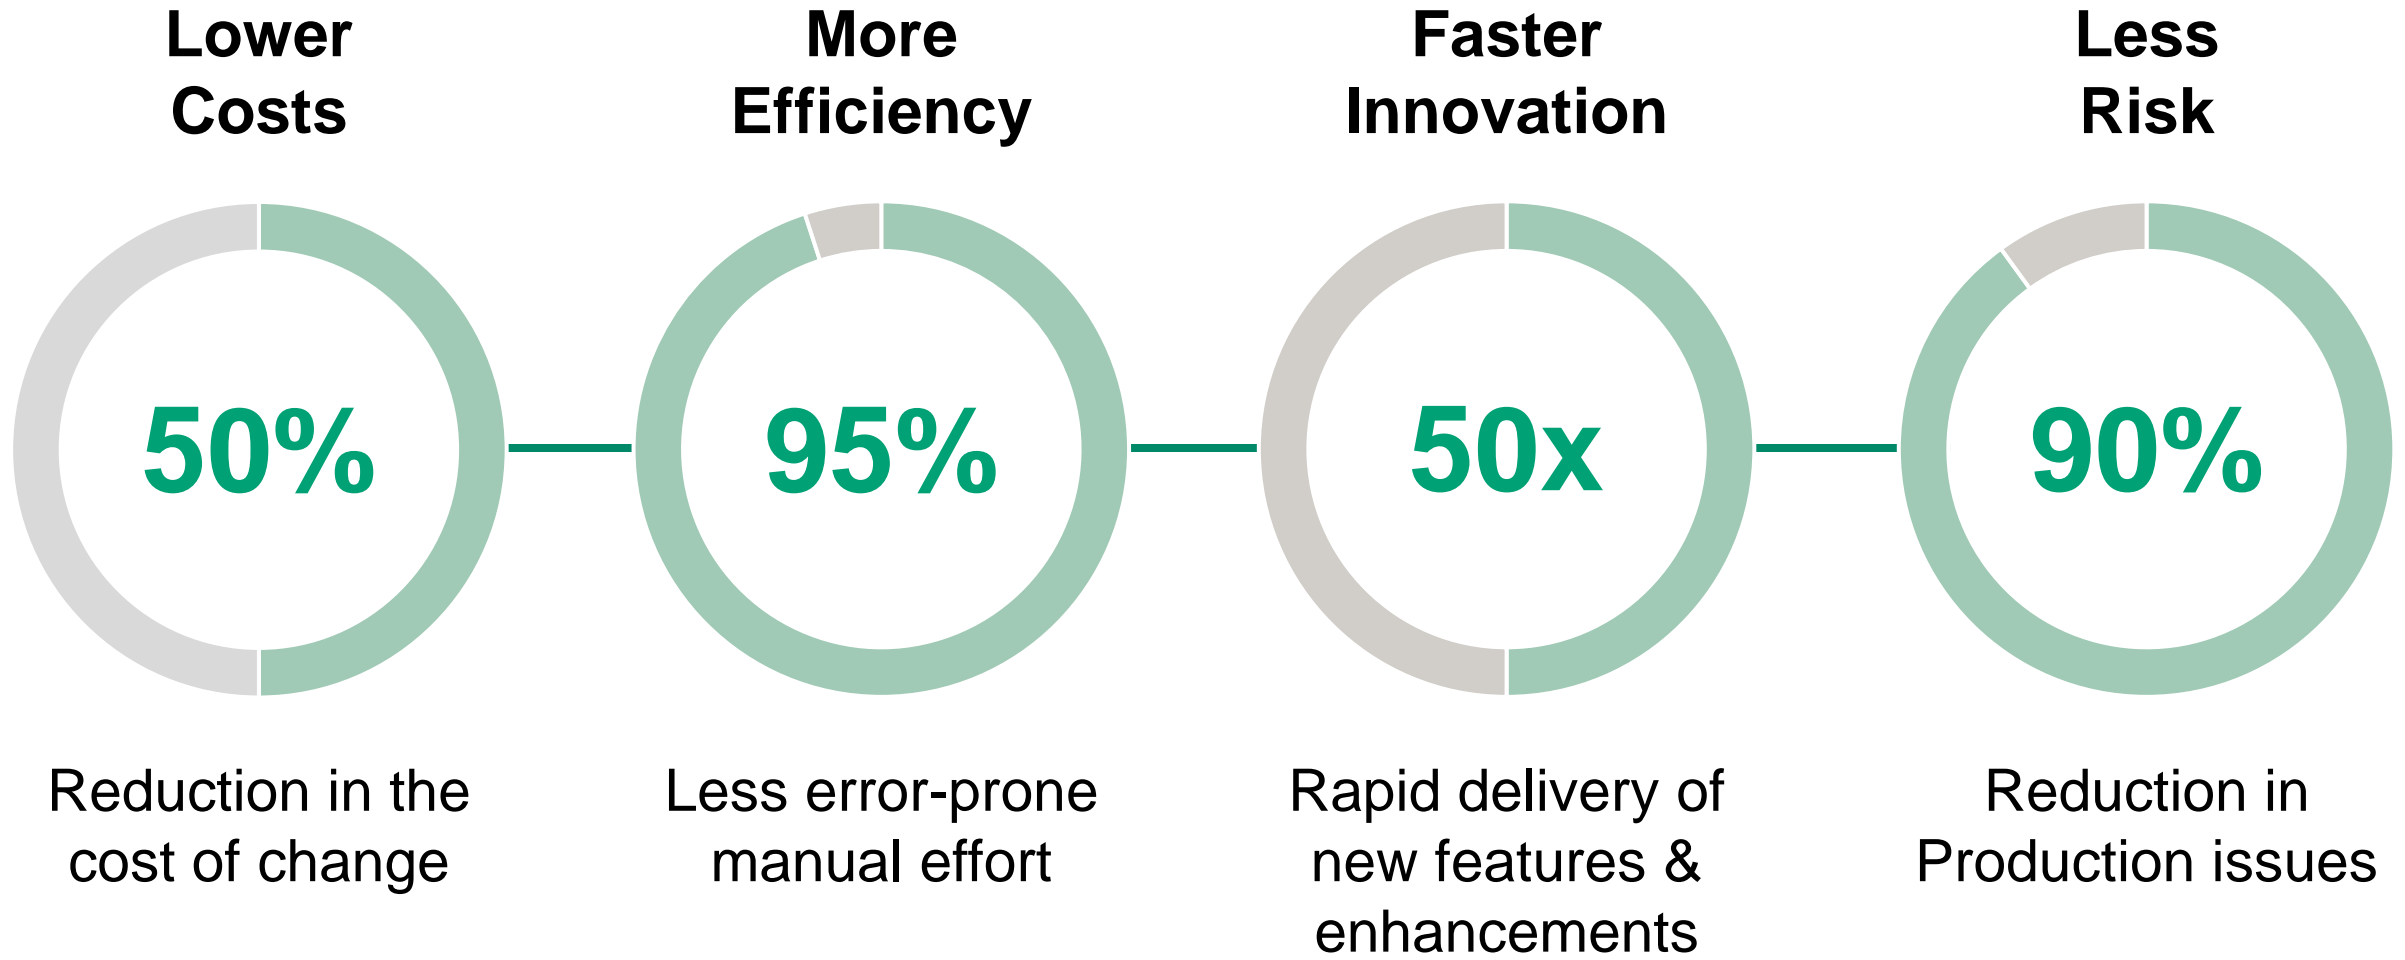 Lower
Costs
50%
Reduction in the
cost of change
More
Efficiency
95%
Less error-prone
manual effort
Faster
Innovation
50x
Rapid delivery of
new features &
enhancements
Less
Risk
90%
Reduction in
Production issues